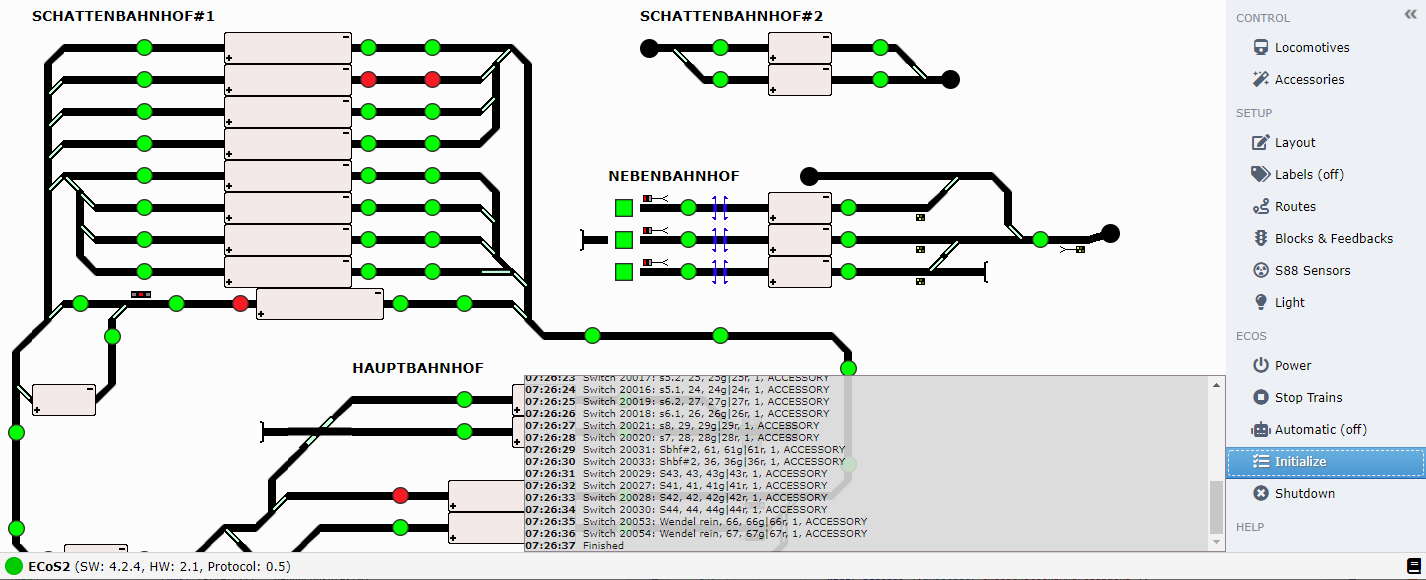 SCHATTENBAHNHOF#1
SCHATTENBAHNHOF#2
NEBENBAHNHOF
HAUPTBAHNHOF
07:26:23 Switch 20017: s5.2, 25, 25g|25r, 1, ACCESSORY
07:26:24 Switch 20016: s5.1, 24, 24g|24r, 1, ACCESSORY
07:26:25 Switch 20019: s6.2, 27, 27g|27r, 1, ACCESSORY
07:26:26 Switch 20018: s6.1, 26, 26g|26r, 1, ACCESSORY
07:26:27 Switch 20021: s8, 29, 29g|29r, 1, ACCESSORY
07:26:28 Switch 20020: s7, 28, 28g|28r, 1, ACCESSORY
07:26:29 Switch 20031: Sbhf#2, 61, 61g|61r, 1, ACCESSORY
07:26:30 Switch 20033: Shbf#2, 36, 36g|36r, 1, ACCESSORY
07:26:31 Switch 20029: S43, 43, 43g|43r, 1, ACCESSORY
07:26:32 Switch 20027: S41, 41, 41g|41r, 1, ACCESSORY
07:26:33 Switch 20028: S42, 42, 42g|42r, 1, ACCESSORY
07:26:34 Switch 20030: S44, 44, 44g|44r, 1, ACCESSORY
07:26:35 Switch 20053: Wendel rein, 66, 66g|66r, 1, ACCESSORY
07:26:36 Switch 20054: Wendel rein, 67, 67g|67r, 1, ACCESSORY
07:26:37 Finished
CONTROL
Locomotives
Accessories
SETUP
Layout
Labels (off)
Routes
Blocks & Feedbacks
S88 Sensors
Light
ECOS
Power
Stop Trains
Automatic (off)
Initialize
Shutdown
HELP
ECoS2 (SW: 4.2.4, HW: 2.1, Protocol: 0.5)